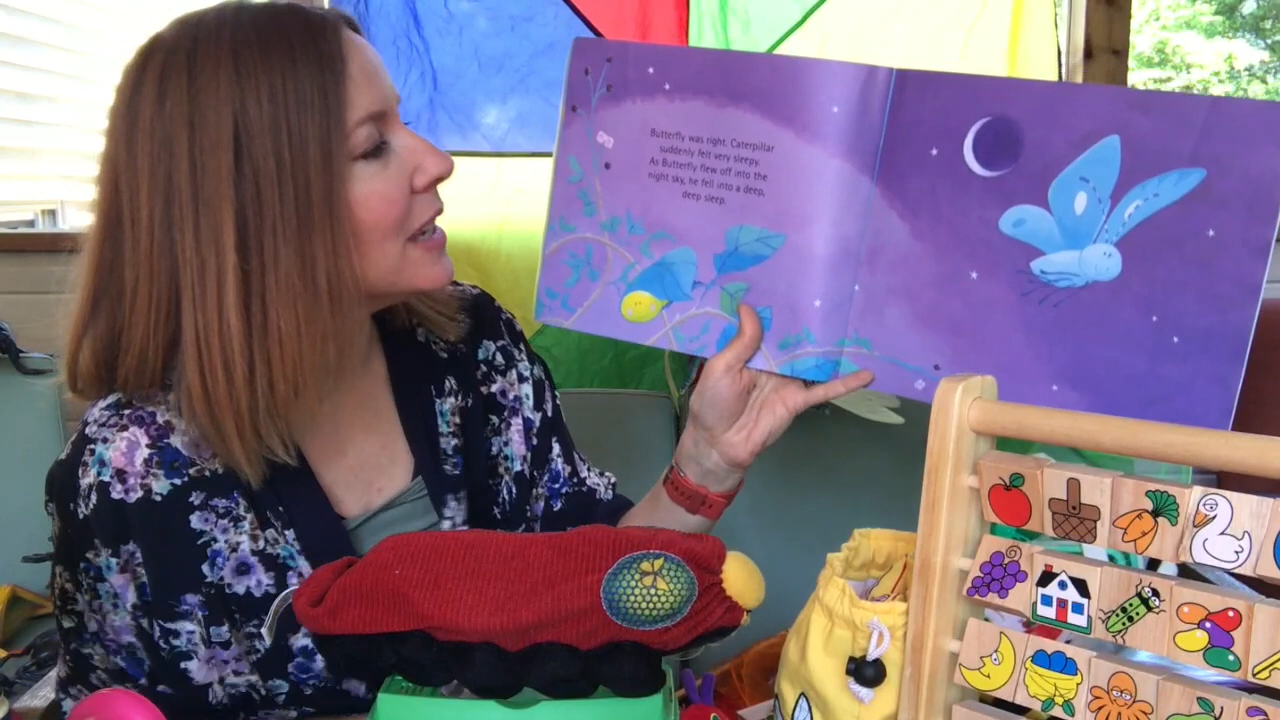 Butterfly was right. Caterpillar
suddenly felt very sleepy.
As Butterfly flew off into the
night sky, he fell into a deep,
deep sleep.